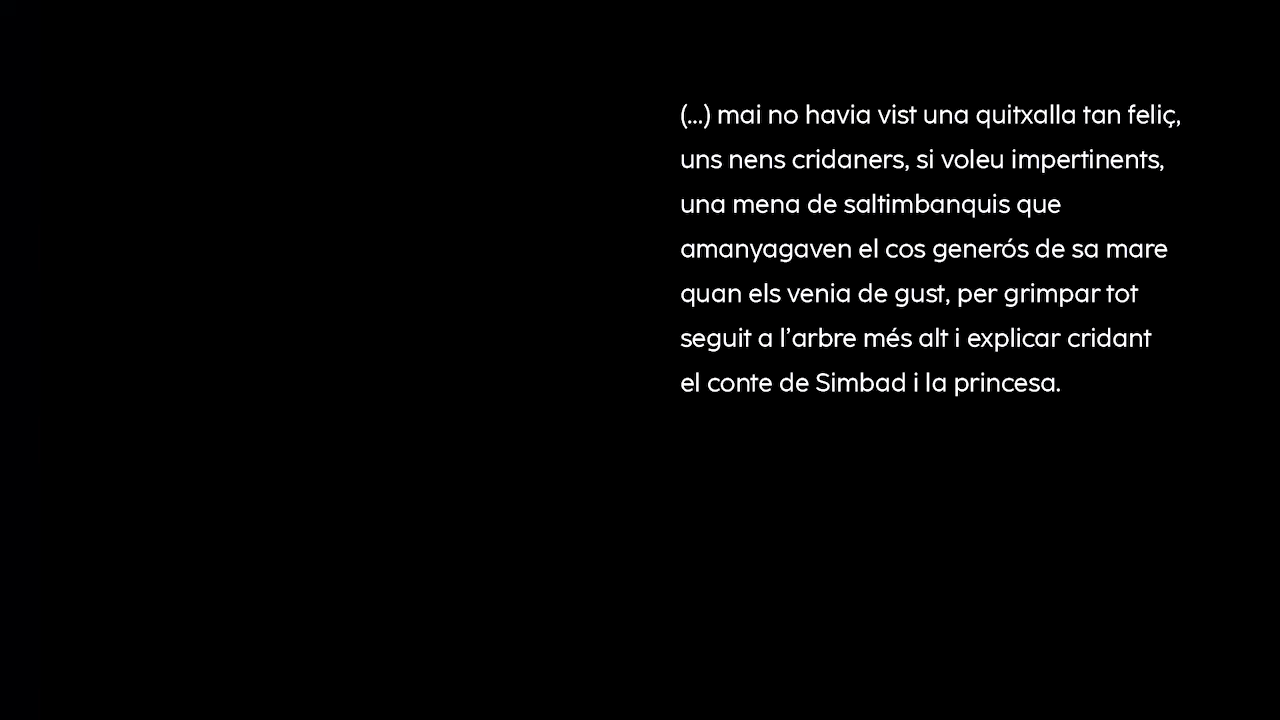 (...) mai no havia vist una quitxalla tan feliç,
uns nens cridaners, si voleu impertinents,
una mena de saltimbanquis que
amanyagaven el cos generós de sa mare
quan els venia de gust, per grimpar tot
seguit a l’arbre més alt i explicar cridant
el conte de Simbad i la princesa.